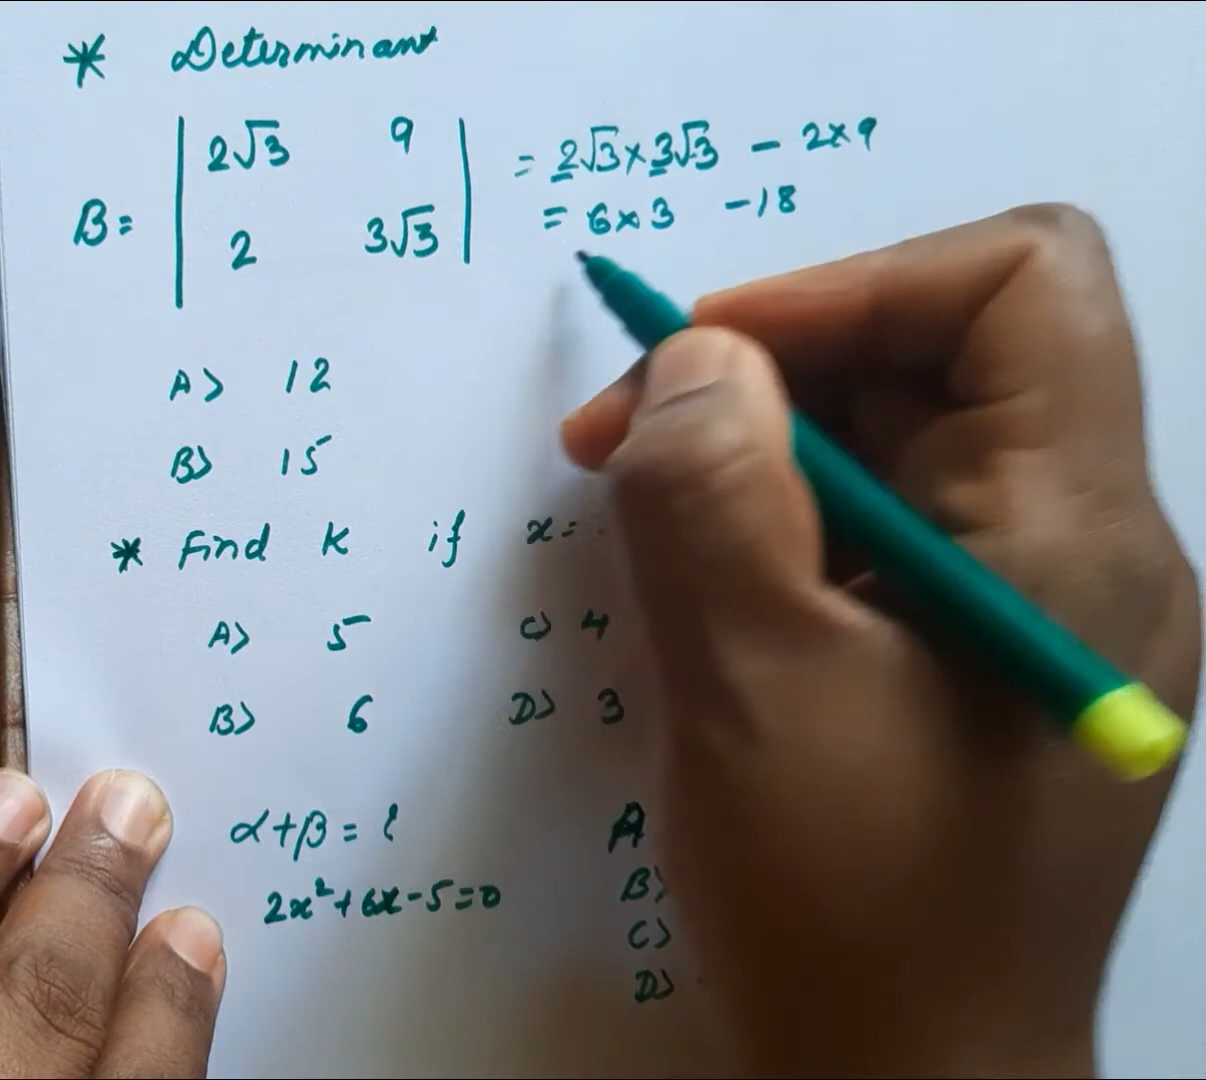 * Determinant
B = | 2√3 9 | = 2√3 × 3√3 - 2×9
| 2 3√3 | = 6×3 - 18
A> 12
B> 15
* Find K if x =
A> 5 C> 4
B> 6 D> 3
α+β = ? A
2x²+6x-5=0 B>
C>
D>